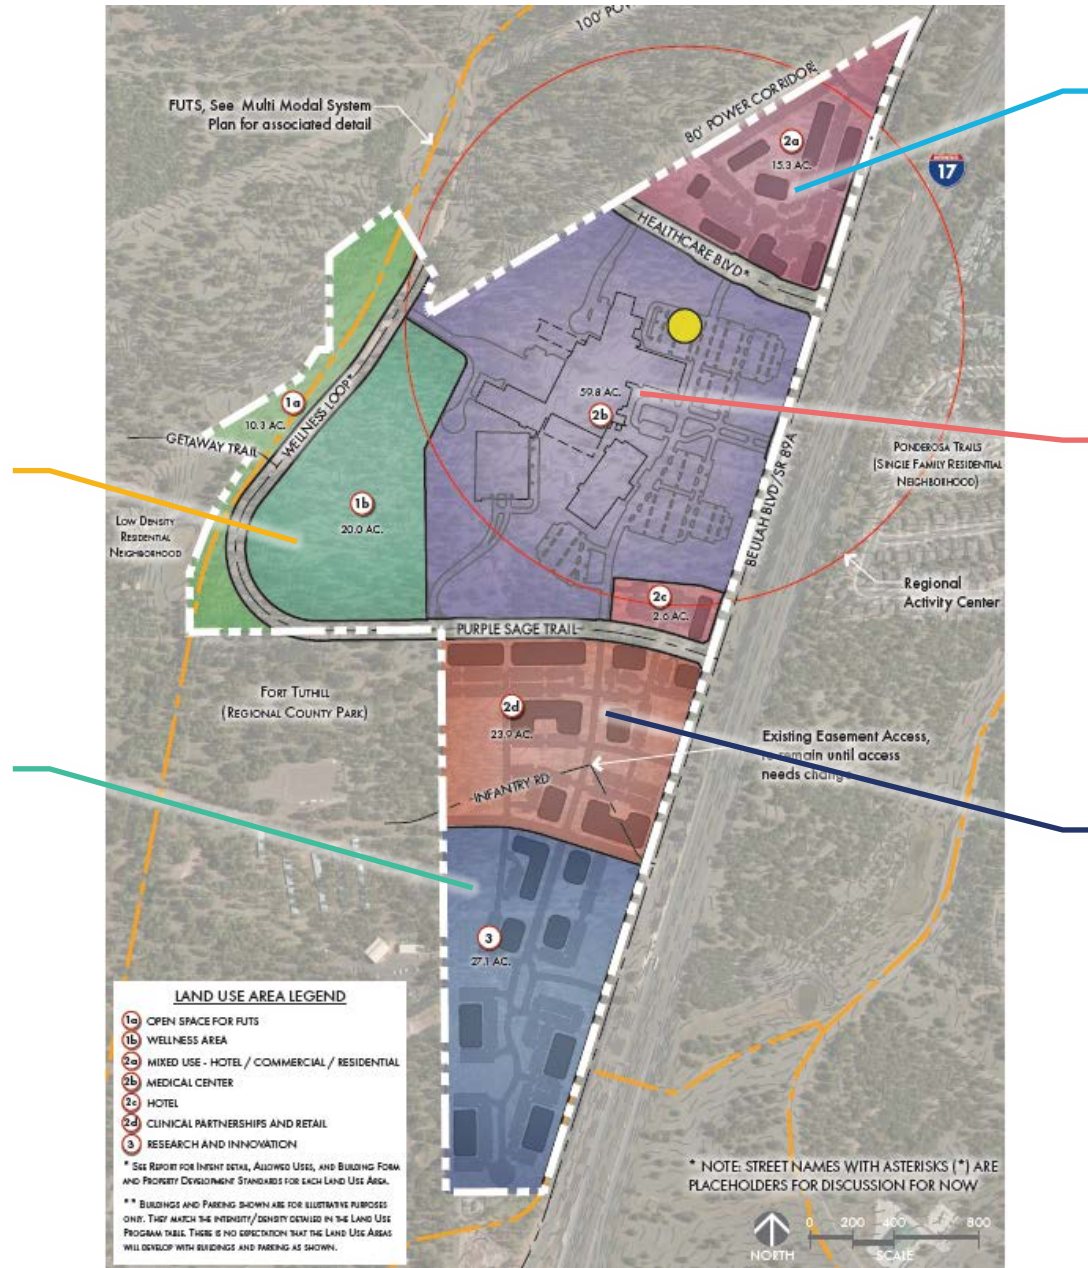 100' POW
FUTS, See Multi Modal System
Plan for associated detail
80' POWER CORRIDOR
2a
15.3 AC.
17
HEALTHCARE BLVD*
1a
10.3 AC.
WELLNESS LOOP*
GETAWAY TRAIL
59.8 AC.
2b
BEULAH BLVD/SR 89A
PONDEROSA TRAILS
(SINGLE FAMILY RESIDENTIAL
NEIGHBORHOOD)
1b
20.0 AC.
LOW DENSITY
RESIDENTIAL
NEIGHBORHOOD
Regional
Activity Center
2c
2.6 AC.
PURPLE SAGE TRAIL
FORT TUTHILL
(REGIONAL COUNTY PARK)
2d
23.9 AC.
Existing Easement Access,
remain until access
needs
INFANTRY RD
3
27.1 AC.
LAND USE AREA LEGEND
1a OPEN SPACE FOR FUTS
1b WELLNESS AREA
2a MIXED USE - HOTEL / COMMERCIAL / RESIDENTIAL
2b MEDICAL CENTER
2c HOTEL
2d CLINICAL PARTNERSHIPS AND RETAIL
3 RESEARCH AND INNOVATION
* SEE REPORT FOR INTENT DETAIL, ALLOWED USES, AND BUILDING FORM
AND PROPERTY DEVELOPMENT STANDARDS FOR EACH LAND USE AREA.
** BUILDINGS AND PARKING SHOWN ARE FOR ILLUSTRATIVE PURPOSES
ONLY. THEY MATCH THE INTENSITY/DENSITY DETAILED IN THE LAND USE
PROGRAM TABLE. THERE IS NO EXPECTATION THAT THE LAND USE AREAS
WILL DEVELOP WITH BUILDINGS AND PARKING AS SHOWN.
* NOTE: STREET NAMES WITH ASTERISKS (*) ARE
PLACEHOLDERS FOR DISCUSSION FOR NOW
0 200 400 800
NORTH SCALE